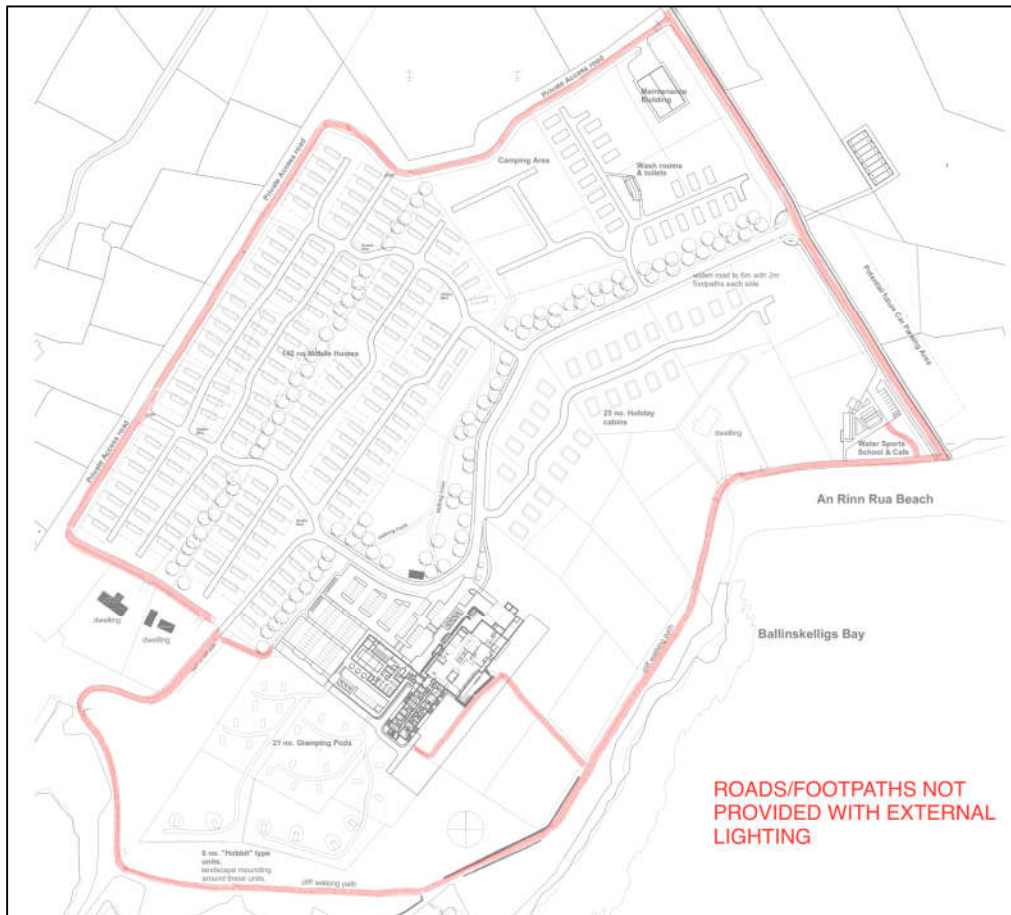 Private Access road
Maintenance
Building
Camping Area
Wash rooms
& toilets
Private Access road
widen road to 6m with 2m
footpaths each side
Potential future Car Parking Area
142 no Mobile Homes
25 no. Holiday
cabins
dwelling
Private Access road
Water Sports
School & Cafe
An Rinn Rua Beach
walking route
walking route
dwelling
dwelling
Ballinskelligs Bay
cliff walking path
21 no. Glamping Pods
ROADS/FOOTPATHS NOT
PROVIDED WITH EXTERNAL
LIGHTING
6 no. "Hobbit" type
units.
landscape mounding
around these units.
cliff walking path